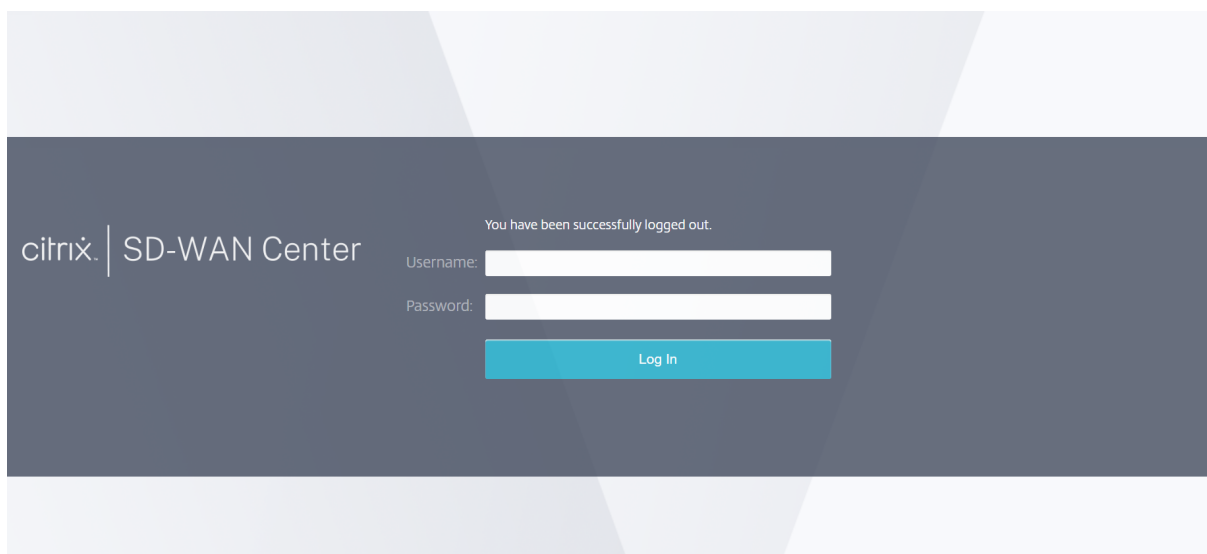 You have been successfully logged out.
citrix. | SD-WAN Center
Username:
Password:
Log In